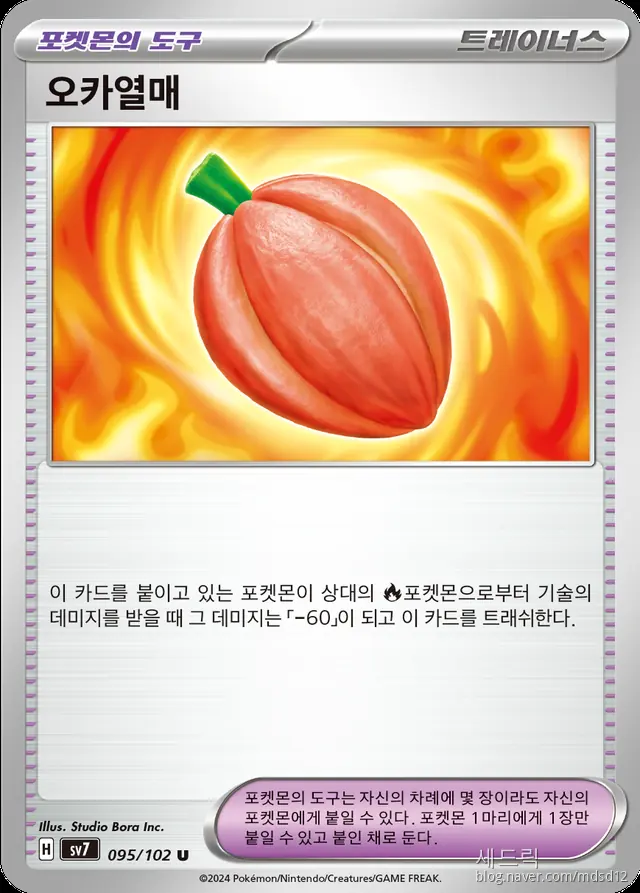 포켓몬의 도구
트레이너스
오카열매
이 카드를 붙이고 있는 포켓몬이 상대의 포켓몬으로부터 기술의
데미지를 받을 때 그 데미지는 「-60」이 되고 이 카드를 트래쉬한다.
포켓몬의 도구는 자신의 차례에 몇 장이라도 자신의
포켓몬에게 붙일 수 있다. 포켓몬 1마리에게 1장만
붙일 수 있고 붙인 채로 둔다.
Illus. Studio Bora Inc.
H sv7 095/102 U
©2024 Pokémon/Nintendo/Creatures/GAME FREAK.
세드릭
blog.naver.com/mdsd12